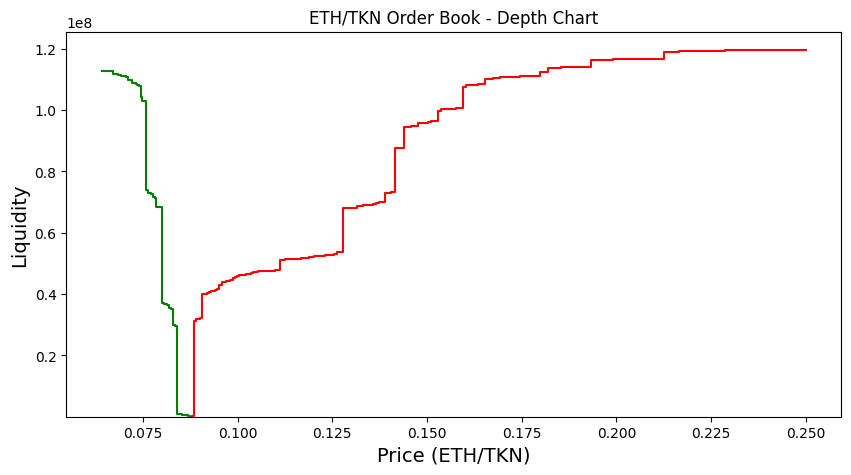 ETH/TKN Order Book - Depth Chart
1e8
1.2
1.0
0.8
0.6
0.4
0.2
Liquidity
0.075 0.100 0.125 0.150 0.175 0.200 0.225 0.250
Price (ETH/TKN)